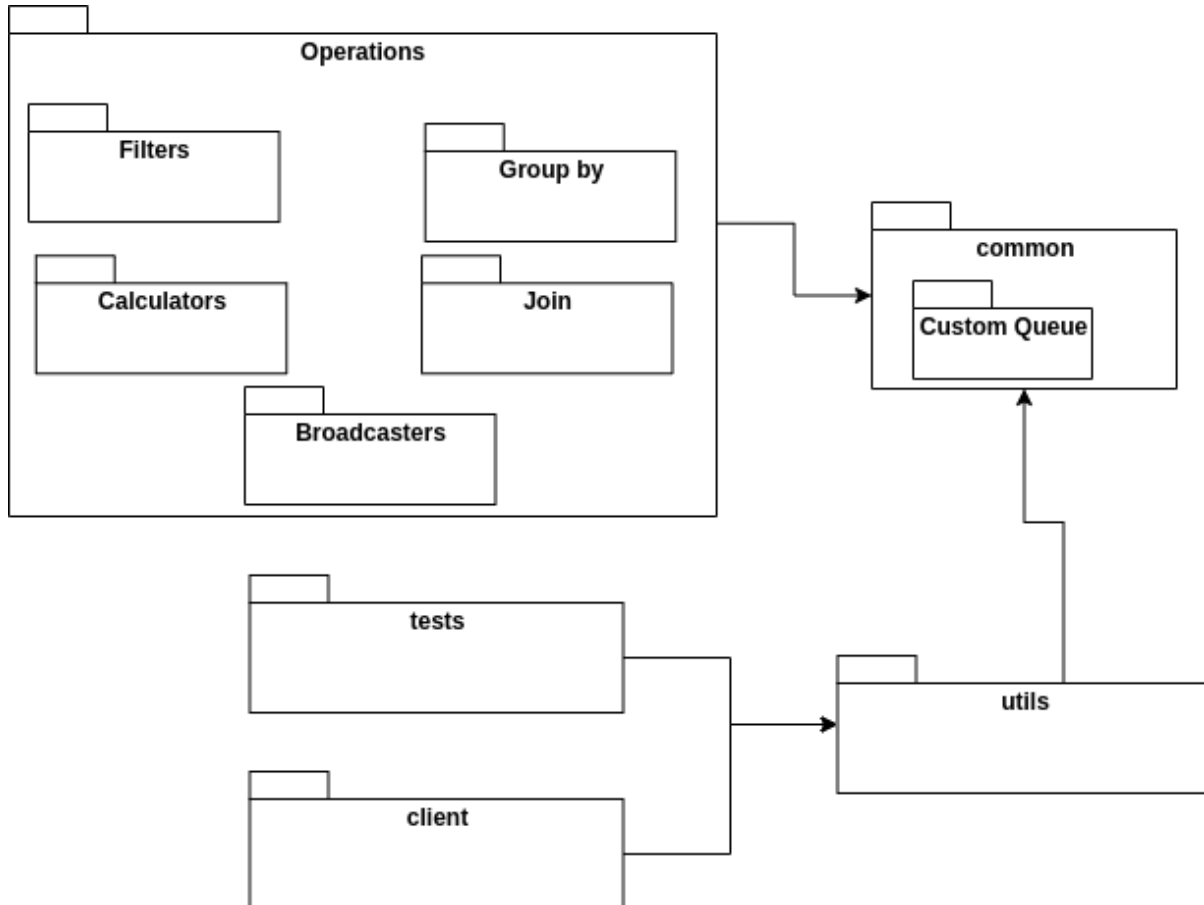 Operations
Filters
Group by
common
Calculators
Join
Custom Queue
Broadcasters
tests
utils
client